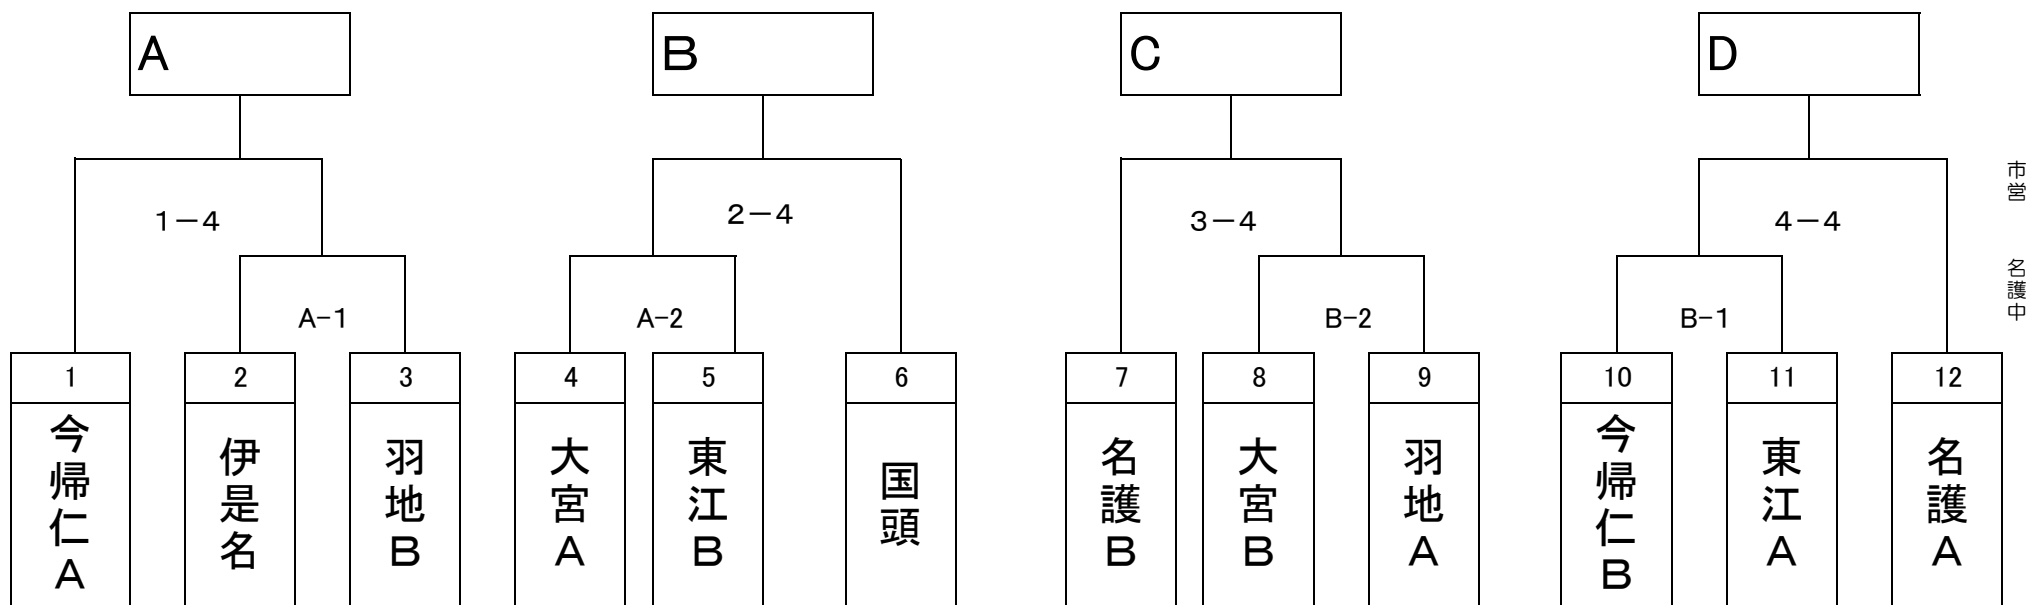 A
B
C
D
1－4
2－4
3－4
4－4
市営
A-1
A-2
B-2
B-1
名護中
1
2
3
4
5
6
7
8
9
10
11
12
今帰仁A
伊是名
羽地B
大宮A
東江B
国頭
名護B
大宮B
羽地A
今帰仁B
東江A
名護A